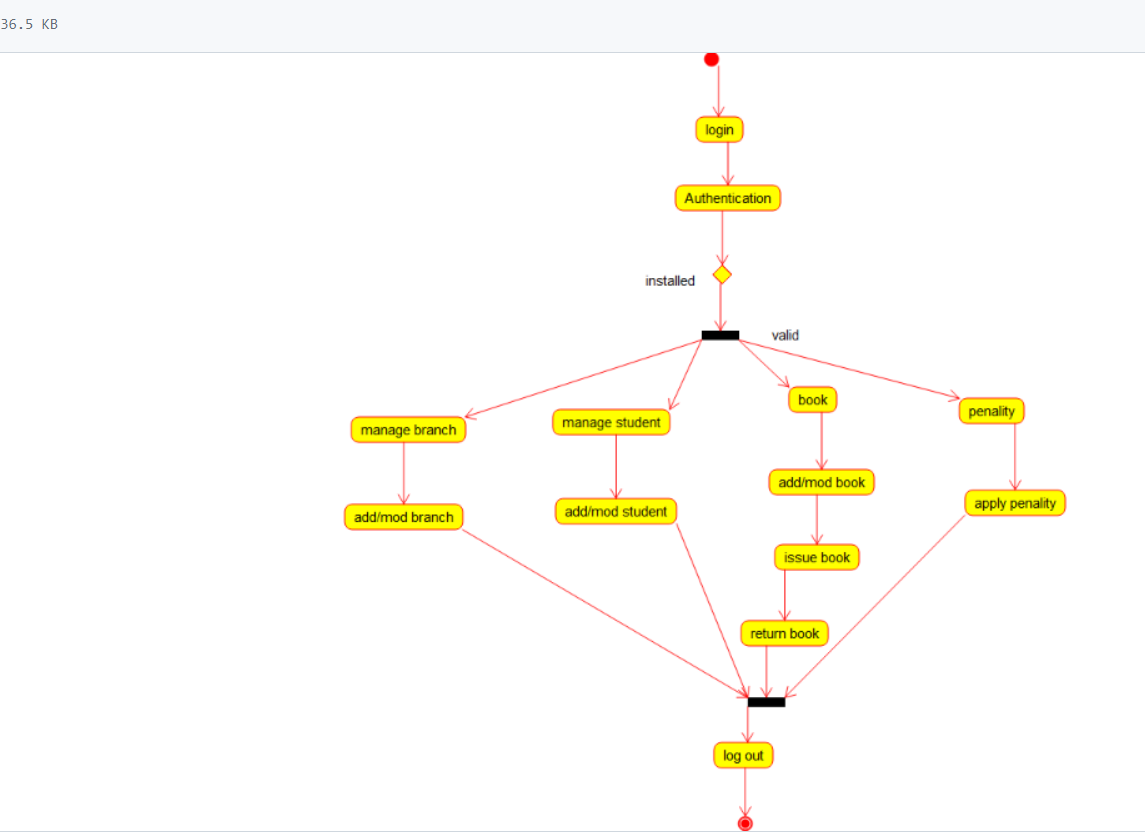 36.5 KB
login
Authentication
installed
valid
book
penality
manage branch
manage student
add/mod book
apply penality
add/mod branch
add/mod student
issue book
return book
log out